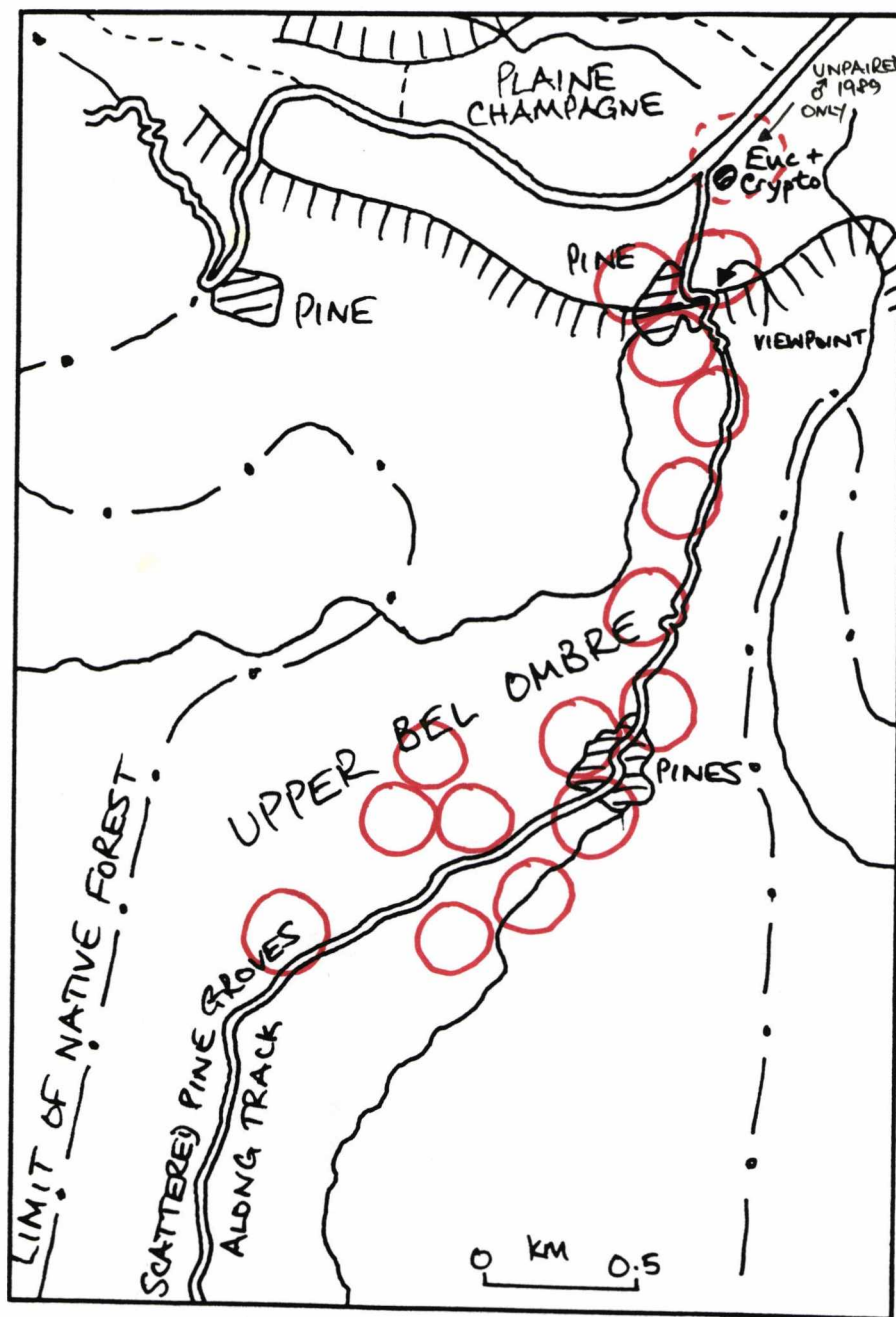 PLAINE
CHAMPAGNE
UNPAIRED
♂ 1989
ONLY
Euc +
Crypto
PINE
PINE
VIEWPOINT
UPPER BEL OMBRE
PINES
LIMIT OF NATIVE FOREST
SCATTERED PINE GROVES
ALONG TRACK
0 KM 0.5